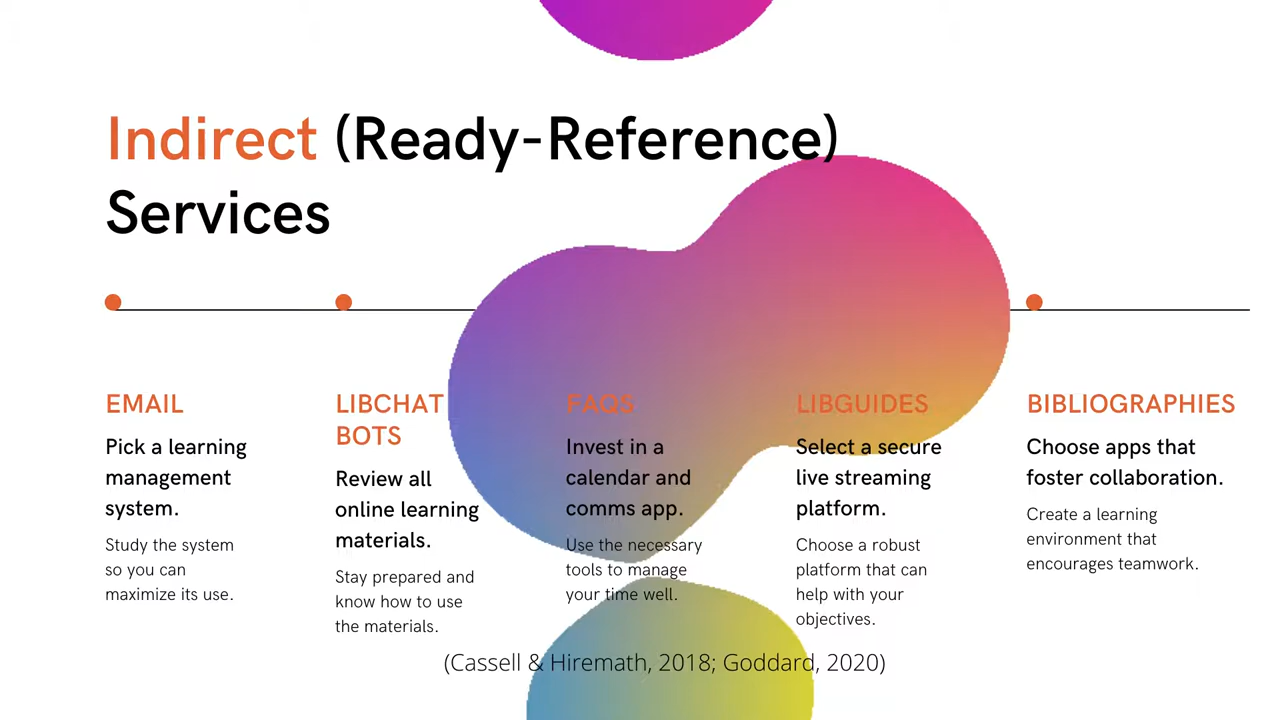 Indirect (Ready-Reference)
Services
EMAIL
Pick a learning
management
system.
Study the system
so you can
maximize its use.
LIBCHAT
BOTS
Review all
online learning
materials.
Stay prepared and
know how to use
the materials.
FAQS
Invest in a
calendar and
comms app.
Use the necessary
tools to manage
your time well.
LIBGUIDES
Select a secure
live streaming
platform.
Choose a robust
platform that can
help with your
objectives.
BIBLIOGRAPHIES
Choose apps that
foster collaboration.
Create a learning
environment that
encourages teamwork.
(Cassell & Hiremath, 2018; Goddard, 2020)